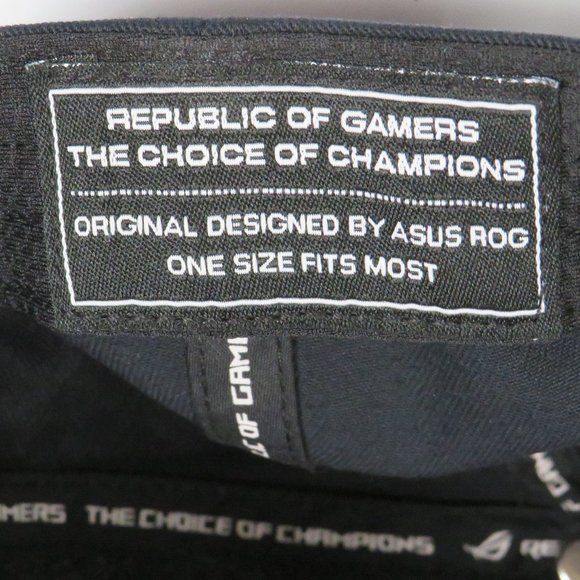 REPUBLIC OF GAMERS
THE CHOICE OF CHAMPIONS
ORIGINAL DESIGNED BY ASUS ROG
ONE SIZE FITS MOST
OF
THE CHOICE OF CHAMPIONS